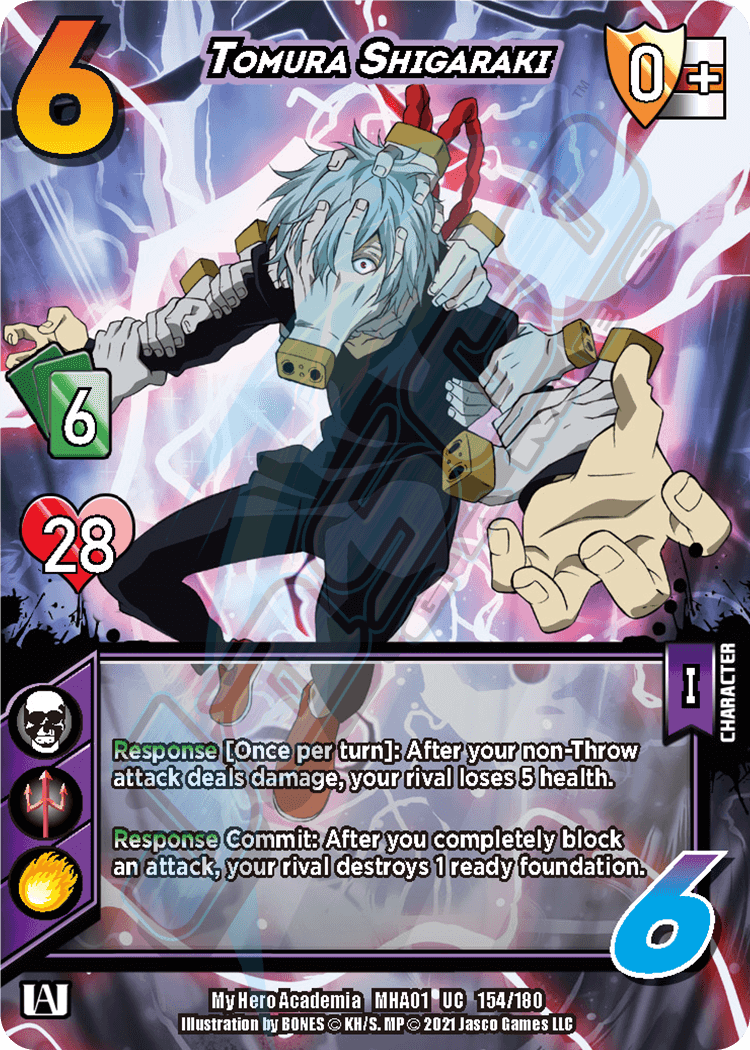 6
TOMURA SHIGARAKI
0 +
TM
6
28
I
CHARACTER
Response [Once per turn]: After your non-Throw
attack deals damage, your rival loses 5 health.
Response Commit: After you completely block
an attack, your rival destroys 1 ready foundation.
6
UA
My Hero Academia MHA01 UC 154/180
Illustration by BONES © KH/S. MP © 2021 Jasco Games LLC